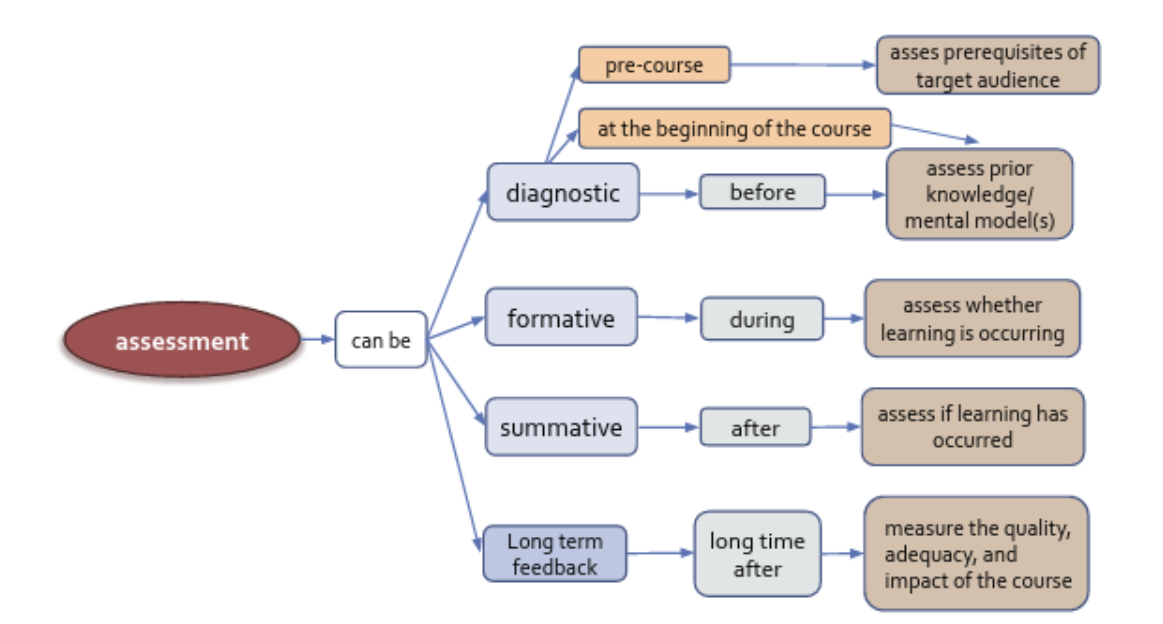 pre-course
asses prerequisites of
target audience
at the beginning of the course
diagnostic
before
assess prior
knowledge/
mental model(s)
assessment
can be
formative
during
assess whether
learning is occurring
summative
after
assess if learning has
occurred
Long term
feedback
long time
after
measure the quality,
adequacy, and
impact of the course